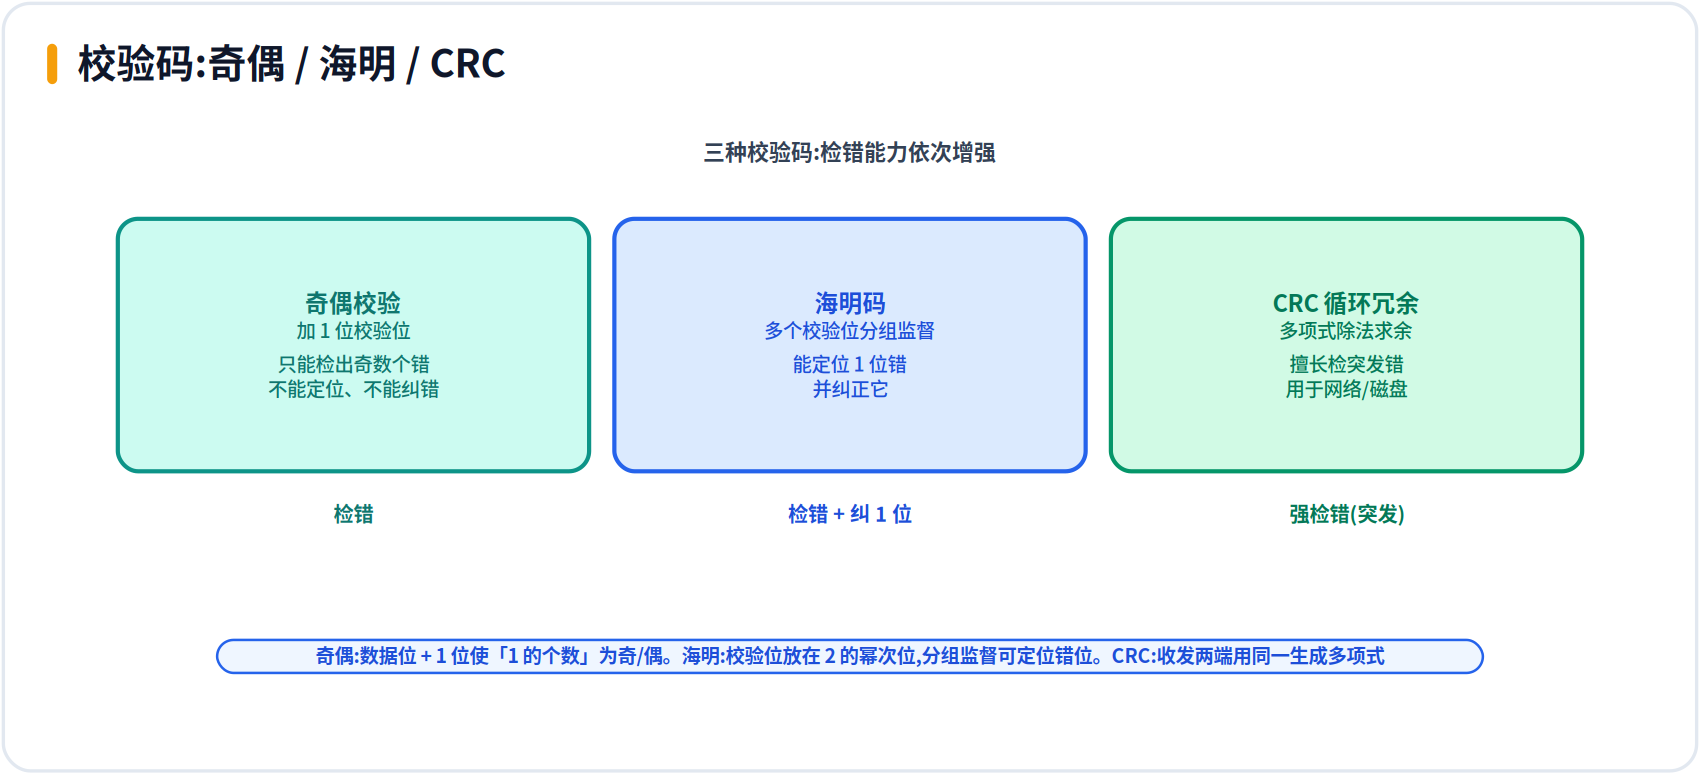 校验码:奇偶 / 海明 / CRC
三种校验码:检错能力依次增强
奇偶校验
加 1 位校验位
只能检出奇数个错
不能定位、不能纠错
海明码
多个校验位分组监督
能定位 1 位错
并纠正它
CRC 循环冗余
多项式除法求余
擅长检突发错
用于网络/磁盘
检错
检错 + 纠 1 位
强检错(突发)
奇偶:数据位 + 1 位使「1 的个数」为奇/偶。海明:校验位放在 2 的幂次位,分组监督可定位错位。CRC:收发两端用同一生成多项式